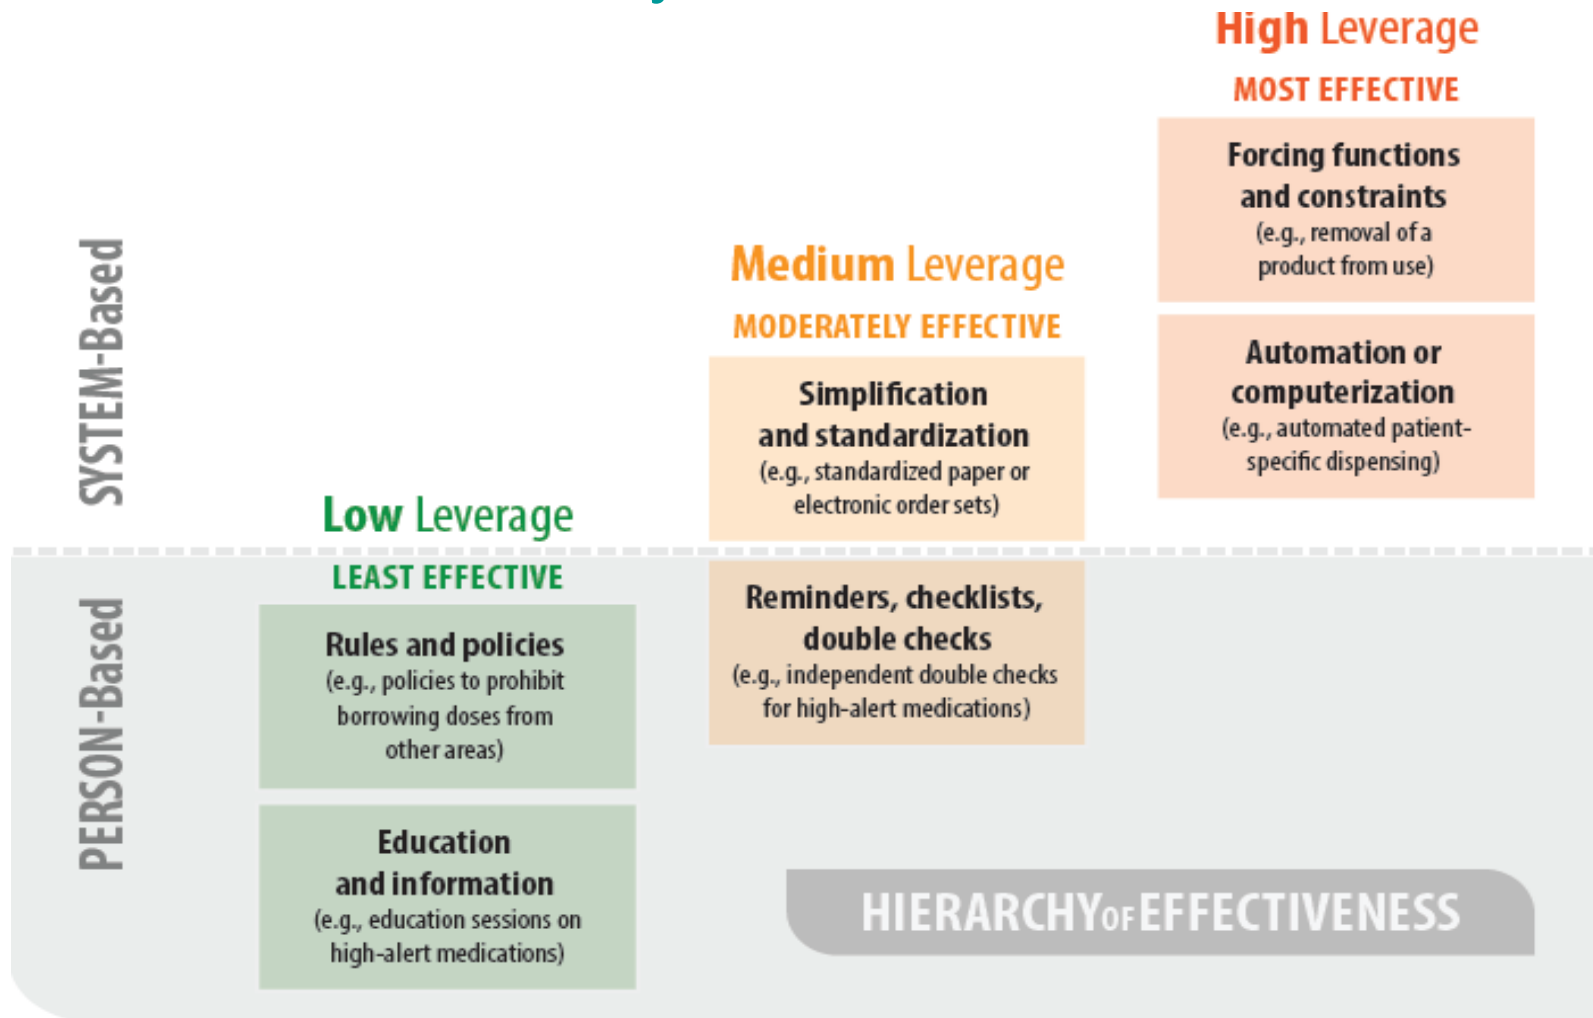 High Leverage
MOST EFFECTIVE
Forcing functions
and constraints
(e.g., removal of a
product from use)
Automation or
computerization
(e.g., automated patient-
specific dispensing)
Medium Leverage
MODERATELY EFFECTIVE
Simplification
and standardization
(e.g., standardized paper or
electronic order sets)
Reminders, checklists,
double checks
(e.g., independent double checks
for high-alert medications)
Low Leverage
LEAST EFFECTIVE
Rules and policies
(e.g., policies to prohibit
borrowing doses from
other areas)
Education
and information
(e.g., education sessions on
high-alert medications)
SYSTEM-Based
PERSON-Based
HIERARCHY OF EFFECTIVENESS